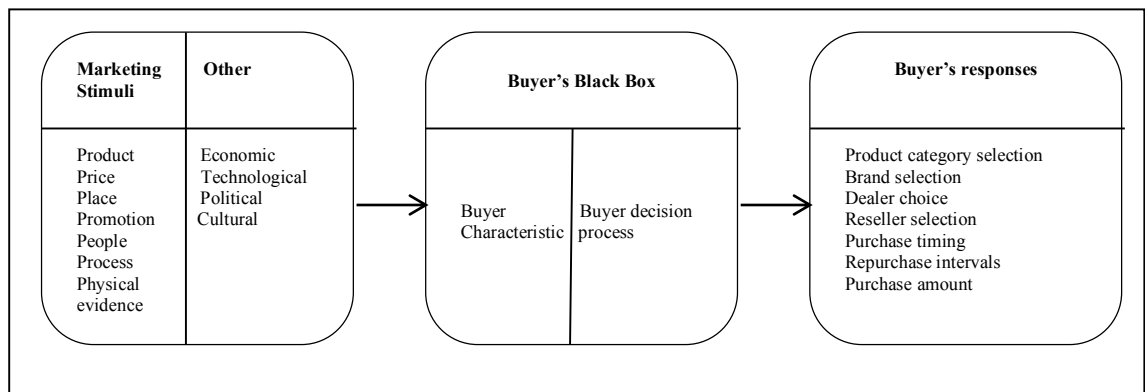 Marketing
Stimuli
Other
Product
Price
Place
Promotion
People
Process
Physical
evidence
Economic
Technological
Political
Cultural
Buyer’s Black Box
Buyer
Characteristic
Buyer decision
process
Buyer’s responses
Product category selection
Brand selection
Dealer choice
Reseller selection
Purchase timing
Repurchase intervals
Purchase amount